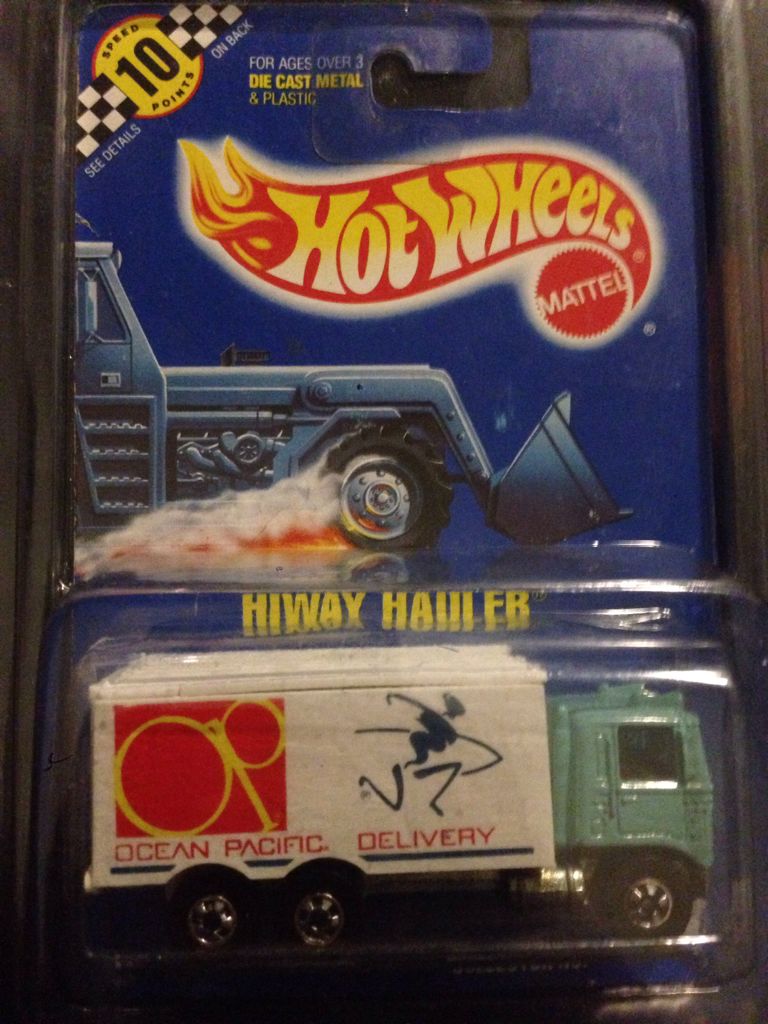 SPEED
10
POINTS
ON BACK
SEE DETAILS
FOR AGES OVER 3
DIE CAST METAL
& PLASTIC
HOT WHEELS®
MATTEL
®
HIWAY HAULER®
op
OCEAN PACIFIC. DELIVERY